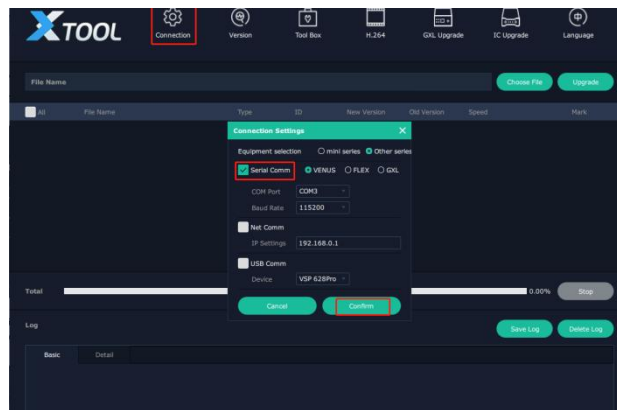 XTOOL
Connection Version Tool Box H.264 GXL Upgrade IC Upgrade Language
File Name Choose File Upgrade
All File Name Type ID New Version Old Version Speed Mark
Connection Settings
Equipment selection mini series Other series
Serial Comm VENUS FLEX GXL
COM Port COM3
Baud Rate 115200
Net Comm
IP Settings 192.168.0.1
USB Comm
Device VSP 628Pro
Cancel Confirm
Total 0.00% Stop
Log Save Log Delete Log
Basic Detail